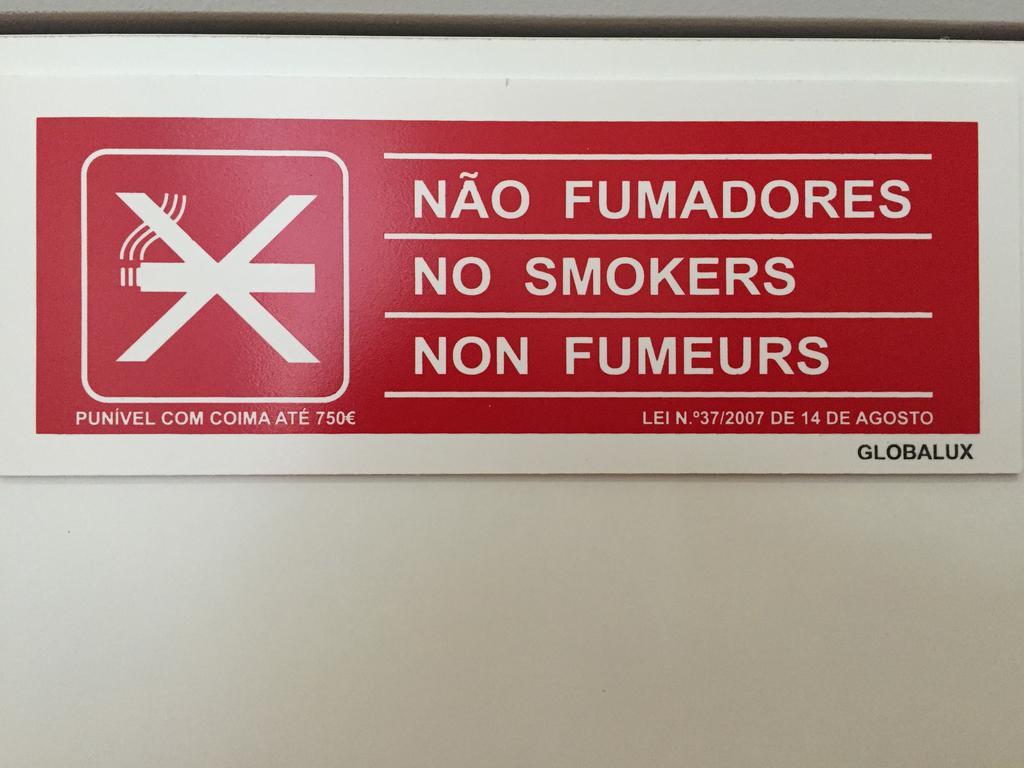 NÃO FUMADORES
NO SMOKERS
NON FUMEURS
PUNÍVEL COM COIMA ATÉ 750€
LEI N.º37/2007 DE 14 DE AGOSTO
GLOBALUX